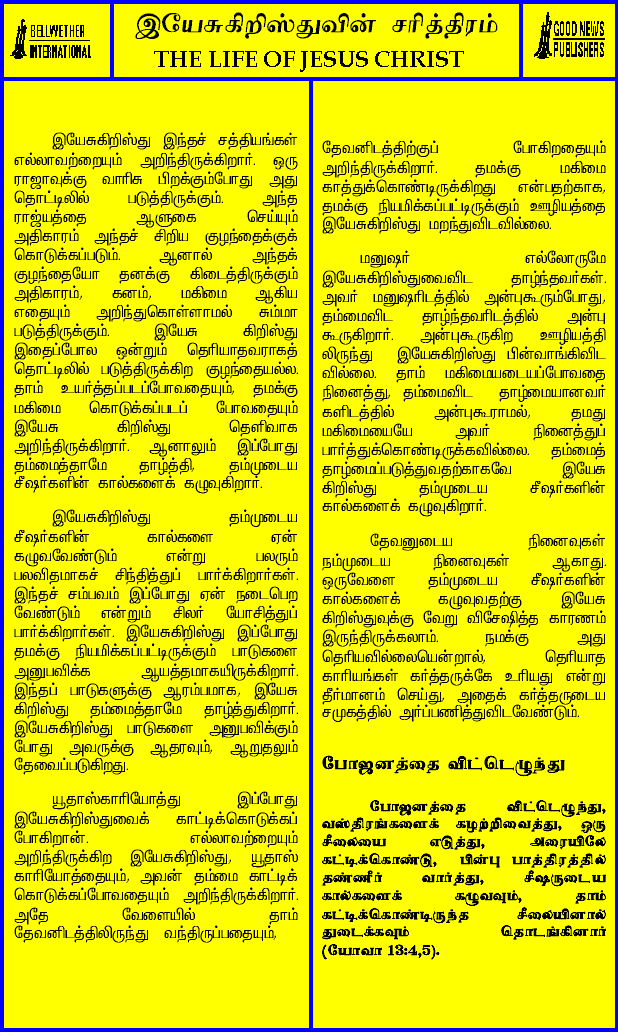 BELLWETHER
INTERNATIONAL
இயேசுகிறிஸ்துவின் சரித்திரம்
THE LIFE OF JESUS CHRIST
GOOD NEWS
PUBLISHERS
இயேசுகிறிஸ்து இந்தச் சத்தியங்கள்
எல்லாவற்றையும் அறிந்திருக்கிறார். ஒரு
ராஜாவுக்கு வாரிசு பிறக்கும்போது அது
தொட்டிலில் படுத்திருக்கும். அந்த
ராஜ்யத்தை ஆளுகை செய்யும்
அதிகாரம் அந்தச் சிறிய குழந்தைக்குக்
கொடுக்கப்படும். ஆனால் அந்தக்
குழந்தையோ தனக்கு கிடைத்திருக்கும்
அதிகாரம், கனம், மகிமை ஆகிய
எதையும் அறிந்துகொள்ளாமல் சும்மா
படுத்திருக்கும். இயேசு கிறிஸ்து
இதைப்போல ஒன்றும் தெரியாதவராகத்
தொட்டிலில் படுத்திருக்கிற குழந்தையல்ல.
தாம் உயர்த்தப்படப்போவதையும், தமக்கு
மகிமை கொடுக்கப்படப் போவதையும்
இயேசு கிறிஸ்து தெளிவாக
அறிந்திருக்கிறார். ஆனாலும் இப்போது
தம்மைத்தாமே தாழ்த்தி, தம்முடைய
சீஷர்களின் கால்களைக் கழுவுகிறார்.
இயேசுகிறிஸ்து தம்முடைய
சீஷர்களின் கால்களை ஏன்
கழுவவேண்டும் என்று பலரும்
பலவிதமாகச் சிந்தித்துப் பார்க்கிறார்கள்.
இந்தச் சம்பவம் இப்போது ஏன் நடைபெற
வேண்டும் என்றும் சிலர் யோசித்துப்
பார்க்கிறார்கள். இயேசுகிறிஸ்து இப்போது
தமக்கு நியமிக்கப்பட்டிருக்கும் பாடுகளை
அனுபவிக்க ஆயத்தமாகயிருக்கிறார்.
இந்தப் பாடுகளுக்கு ஆரம்பமாக, இயேசு
கிறிஸ்து தம்மைத்தாமே தாழ்த்துகிறார்.
இயேசுகிறிஸ்து பாடுகளை அனுபவிக்கும்
போது அவருக்கு ஆதரவும், ஆறுதலும்
தேவைப்படுகிறது.
யூதாஸ்காரியோத்து இப்போது
இயேசுகிறிஸ்துவைக் காட்டிக்கொடுக்கப்
போகிறான். எல்லாவற்றையும்
அறிந்திருக்கிற இயேசுகிறிஸ்து, யூதாஸ்
காரியோத்தையும், அவன் தம்மை காட்டிக்
கொடுக்கப்போவதையும் அறிந்திருக்கிறார்.
அதே வேளையில் தாம்
தேவனிடத்திலிருந்து வந்திருப்பதையும்,
தேவனிடத்திற்குப் போகிறதையும்
அறிந்திருக்கிறார். தமக்கு மகிமை
காத்துக்கொண்டிருக்கிறது என்பதற்காக,
தமக்கு நியமிக்கப்பட்டிருக்கும் ஊழியத்தை
இயேசுகிறிஸ்து மறந்துவிடவில்லை.
மனுஷர் எல்லோருமே
இயேசுகிறிஸ்துவைவிட தாழ்ந்தவர்கள்.
அவர் மனுஷரிடத்தில் அன்புகூரும்போது,
தம்மைவிட தாழ்ந்தவரிடத்தில் அன்பு
கூருகிறார். அன்புகூருகிற ஊழியத்தி
லிருந்து இயேசுகிறிஸ்து பின்வாங்கிவிட
வில்லை. தாம் மகிமையடையப்போவதை
நினைத்து, தம்மைவிட தாழ்மையானவர்
களிடத்தில் அன்புகூராமல், தமது
மகிமையையே அவர் நினைத்துப்
பார்த்துக்கொண்டிருக்கவில்லை. தம்மைத்
தாழ்மைப்படுத்துவதற்காகவே இயேசு
கிறிஸ்து தம்முடைய சீஷர்களின்
கால்களைக் கழுவுகிறார்.
தேவனுடைய நினைவுகள்
நம்முடைய நினைவுகள் ஆகாது.
ஒருவேளை தம்முடைய சீஷர்களின்
கால்களைக் கழுவுவதற்கு இயேசு
கிறிஸ்துவுக்கு வேறு விசேஷித்த காரணம்
இருந்திருக்கலாம். நமக்கு அது
தெரியவில்லையென்றால், தெரியாத
காரியங்கள் கர்த்தருக்கே உரியது என்று
தீர்மானம் செய்து, அதைக் கர்த்தருடைய
சமுகத்தில் அர்ப்பணித்துவிடவேண்டும்.
போஜனத்தை விட்டெழுந்து
போஜனத்தை விட்டெழுந்து,
வஸ்திரங்களைக் கழற்றிவைத்து, ஒரு
சீலையை எடுத்து, அரையிலே
கட்டிக்கொண்டு, பின்பு பாத்திரத்தில்
தண்ணீர் வார்த்து, சீஷருடைய
கால்களைக் கழுவவும், தாம்
கட்டிக்கொண்டிருந்த சீலையினால்
துடைக்கவும் தொடங்கினார்
(யோவா 13:4,5).